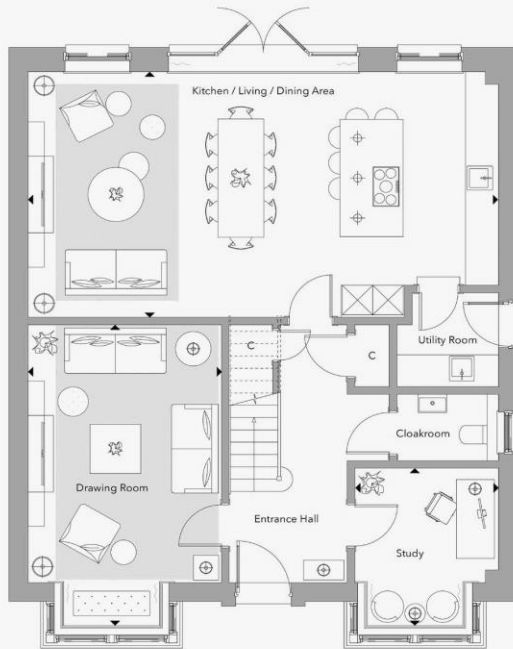 Kitchen / Living / Dining Area
C
C
Utility Room
Cloakroom
Drawing Room
Entrance Hall
Study